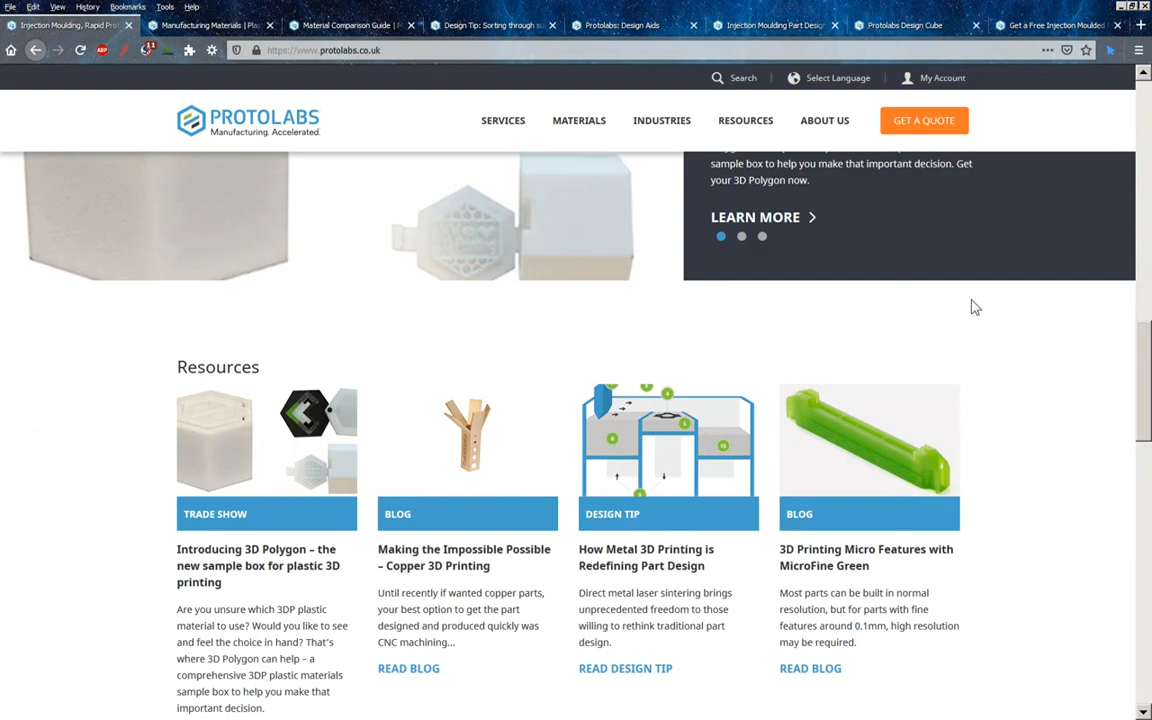 File Edit View History Bookmarks Tools Help
Injection Moulding, Rapid Prot
Manufacturing Materials | Plas
Material Comparison Guide |
Design Tip: Sorting through
Protolabs: Design Aids
Injection Moulding Part Design
Protolabs Design Cube
Get a Free Injection Moulded
ABP
11
https://www.protolabs.co.uk
Search
Select Language
My Account
PROTOLABS
Manufacturing. Accelerated.
SERVICES
MATERIALS
INDUSTRIES
RESOURCES
ABOUT US
GET A QUOTE
sample box to help you make that important decision. Get
your 3D Polygon now.
LEARN MORE
Resources
TRADE SHOW
Introducing 3D Polygon – the
new sample box for plastic 3D
printing
Are you unsure which 3DP plastic
material to use? Would you like to see
and feel the choice in hand? That's
where 3D Polygon can help – a
comprehensive 3DP plastic materials
sample box to help you make that
important decision.
BLOG
Making the Impossible Possible
– Copper 3D Printing
Until recently if wanted copper parts,
your best option to get the part
designed and produced quickly was
CNC machining...
READ BLOG
4
5
6
10
DESIGN TIP
How Metal 3D Printing is
Redefining Part Design
Direct metal laser sintering brings
unprecedented freedom to those
willing to rethink traditional part
design.
READ DESIGN TIP
BLOG
3D Printing Micro Features with
MicroFine Green
Most parts can be built in normal
resolution, but for parts with fine
features around 0.1mm, high resolution
may be required.
READ BLOG